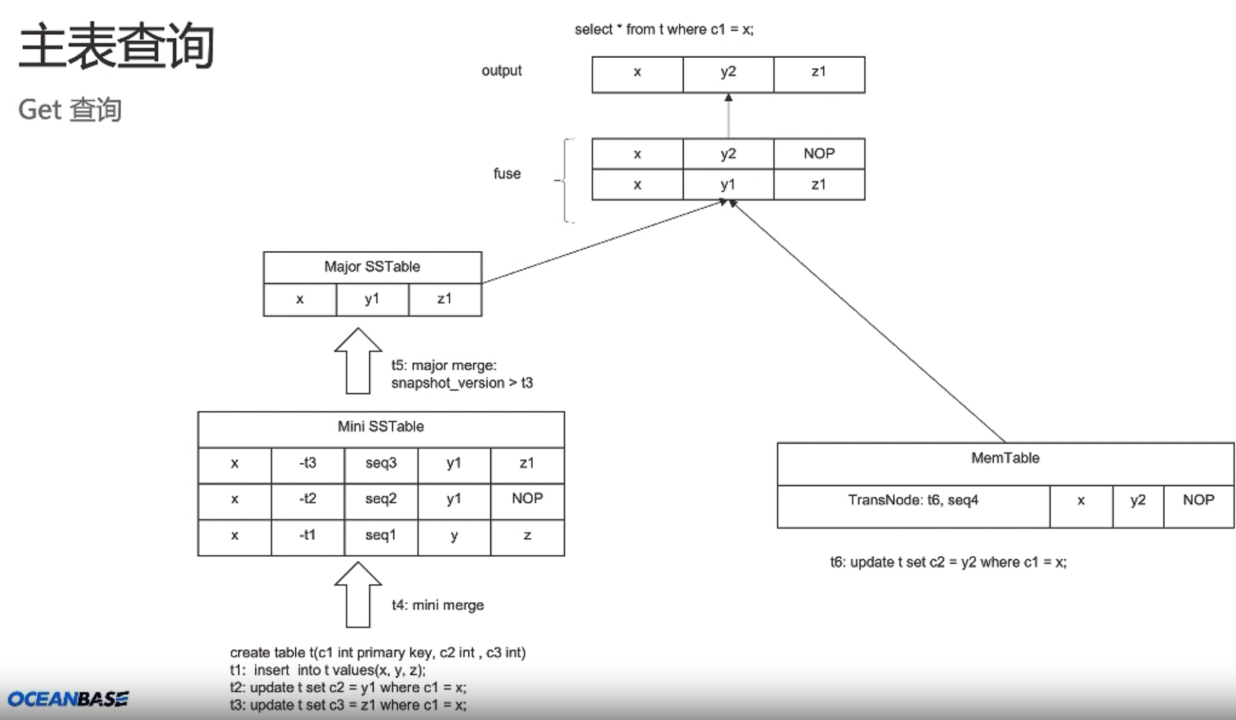 主表查询
Get 查询
select * from t where c1 = x;
output
x y2 z1
fuse
x y2 NOP
x y1 z1
Major SSTable
x y1 z1
t5: major merge:
snapshot_version > t3
Mini SSTable
x -t3 seq3 y1 z1
x -t2 seq2 y1 NOP
x -t1 seq1 y z
t4: mini merge
MemTable
TransNode: t6, seq4 x y2 NOP
t6: update t set c2 = y2 where c1 = x;
create table t(c1 int primary key, c2 int , c3 int)
t1: insert into t values(x, y, z);
t2: update t set c2 = y1 where c1 = x;
t3: update t set c3 = z1 where c1 = x;
OCEANBASE